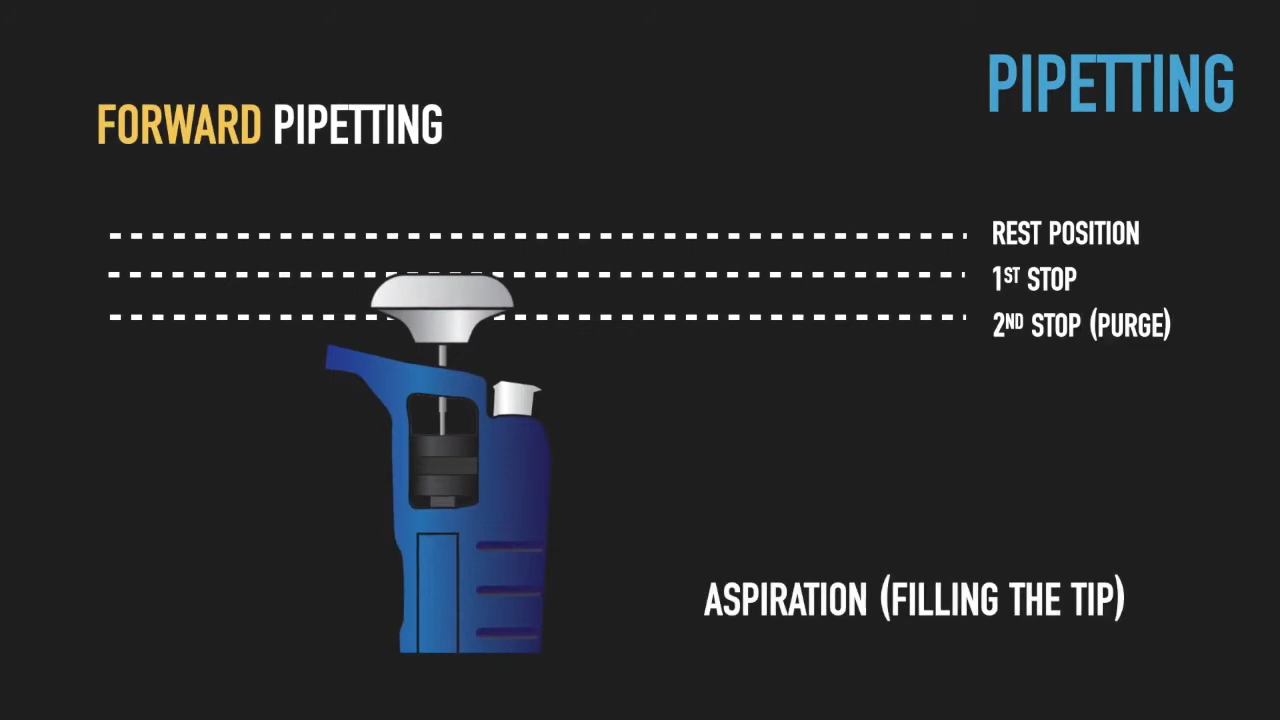 PIPETTING
FORWARD PIPETTING
REST POSITION
1ST STOP
2ND STOP (PURGE)
ASPIRATION (FILLING THE TIP)